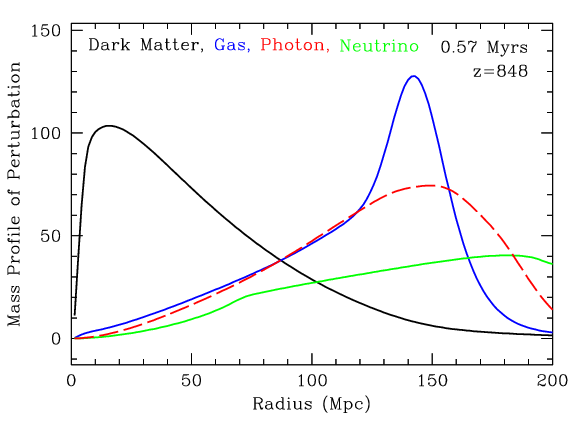 Dark Matter, Gas, Photon, Neutrino 0.57 Myrs
z=848
Mass Profile of Perturbation
150
100
50
0
0 50 100 150 200
Radius (Mpc)